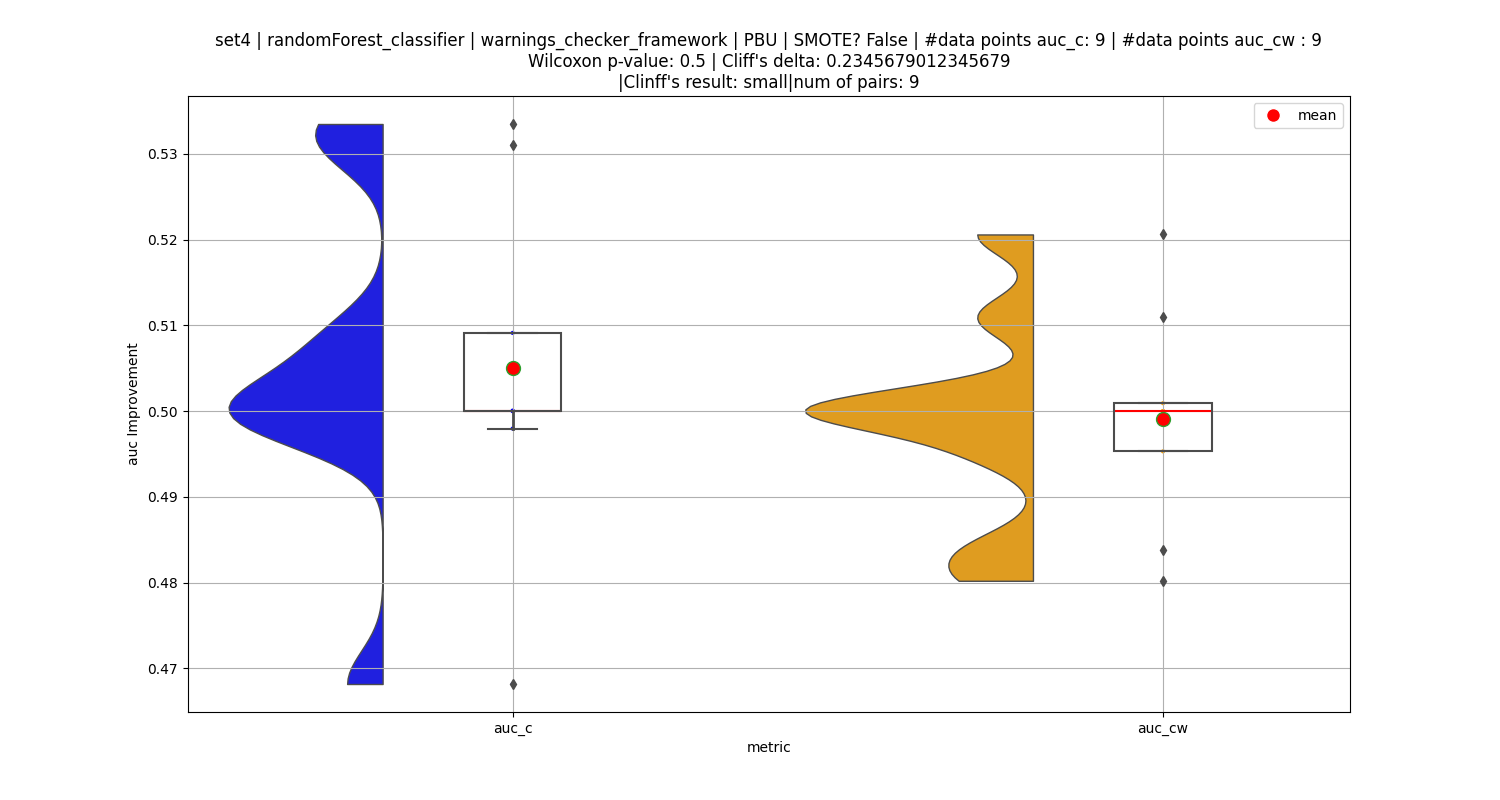 set4 | randomForest_classifier | warnings_checker_framework | PBU | SMOTE? False | #data points auc_c: 9 | #data points auc_cw : 9
Wilcoxon p-value: 0.5 | Cliff's delta: 0.2345679012345679
|Clinff's result: small|num of pairs: 9
mean
0.53
0.52
0.51
0.50
0.49
0.48
0.47
auc Improvement
auc_c
auc_cw
metric